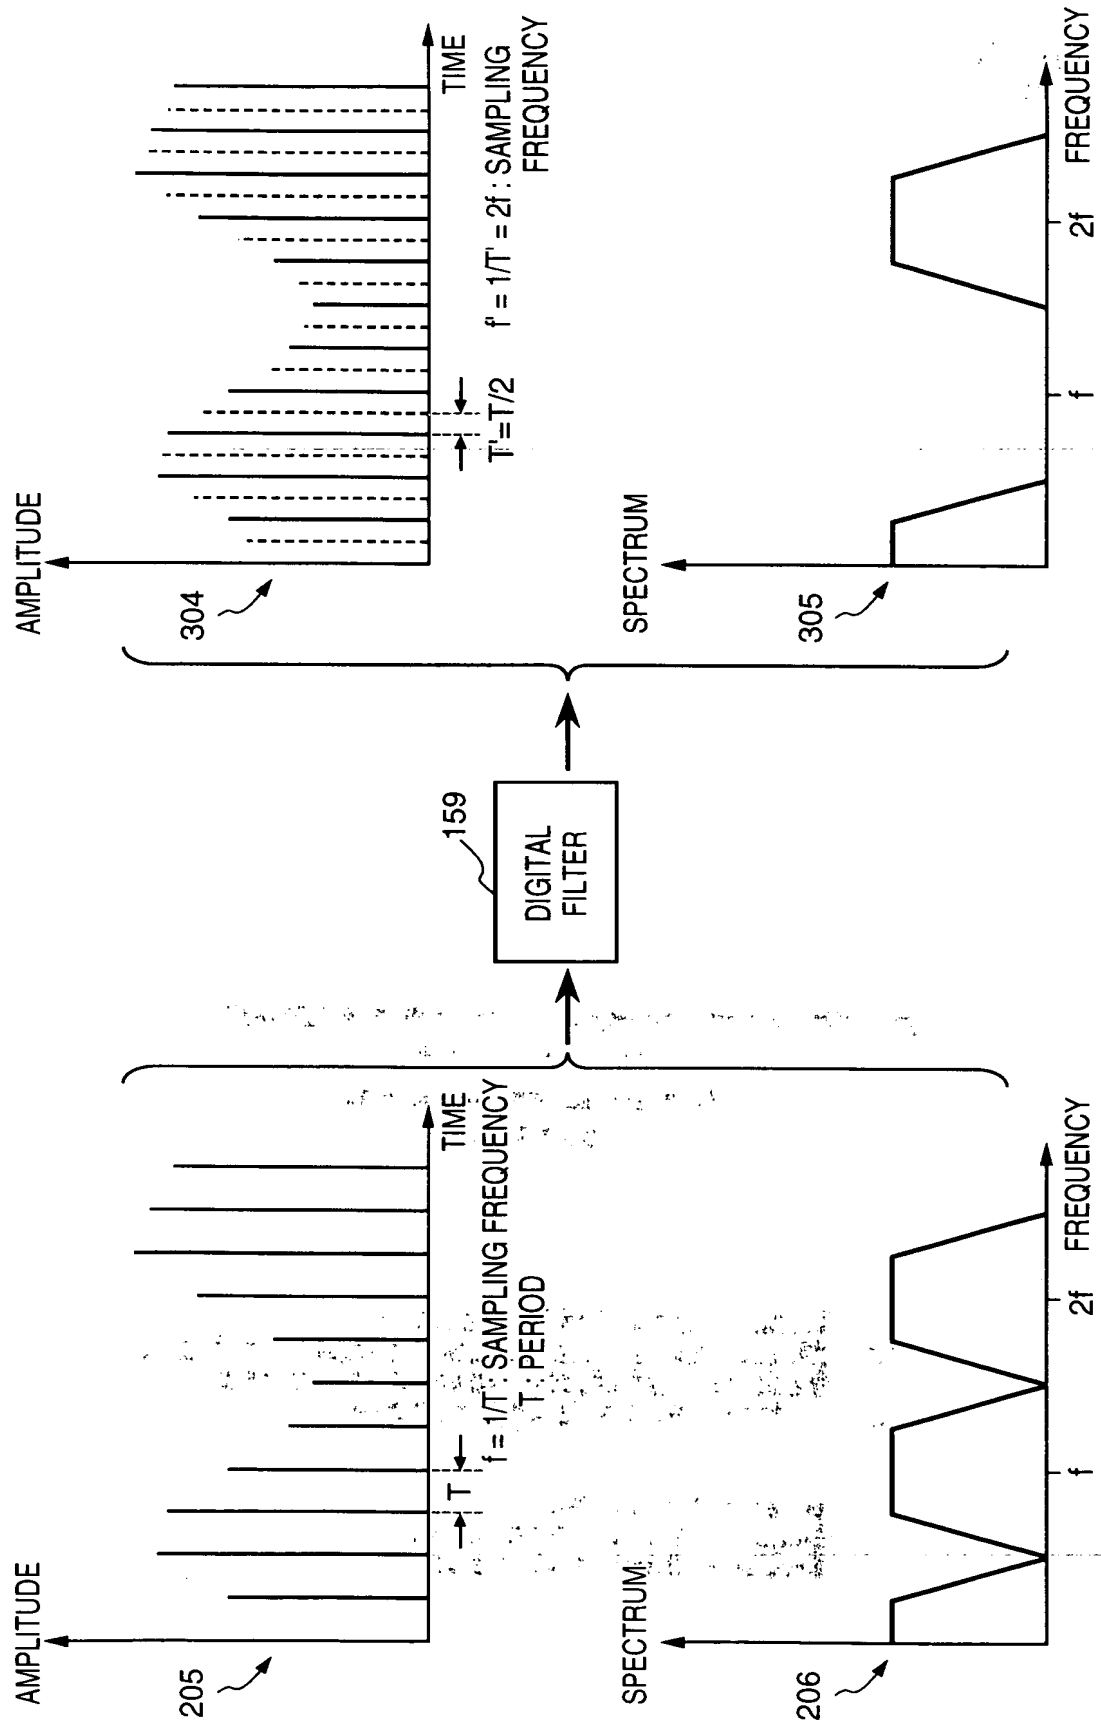 AMPLITUDE
205
TIME
T
f = 1/T : SAMPLING FREQUENCY
T : PERIOD
SPECTRUM
206
f
2f
FREQUENCY
159
DIGITAL
FILTER
AMPLITUDE
304
TIME
T'=T/2
f' = 1/T' = 2f : SAMPLING
FREQUENCY
SPECTRUM
305
f
2f
FREQUENCY